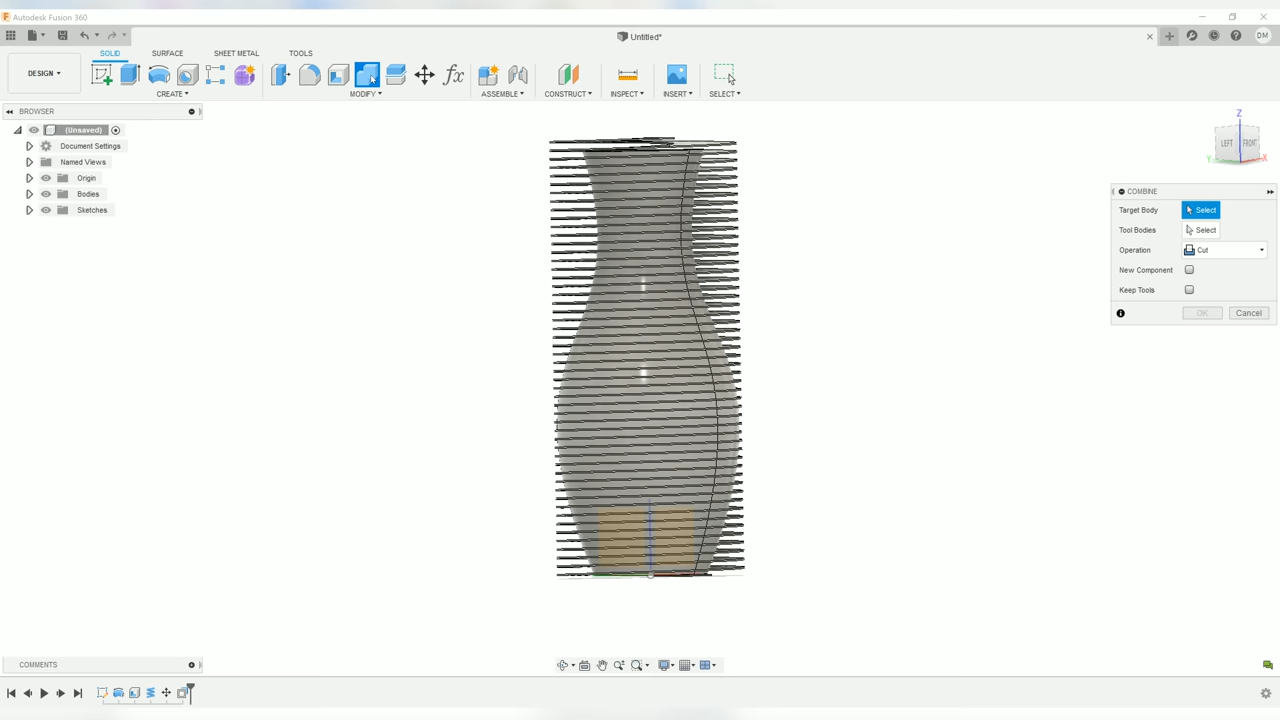 Autodesk Fusion 360
Untitled*
DM
SOLID SURFACE SHEET METAL TOOLS
DESIGN
CREATE MODIFY ASSEMBLE CONSTRUCT INSPECT INSERT SELECT
BROWSER
(Unsaved)
Document Settings
Named Views
Origin
Bodies
Sketches
Z
LEFT FRONT
Y X
COMBINE
Target Body Select
Tool Bodies Select
Operation Cut
New Component
Keep Tools
OK Cancel
COMMENTS